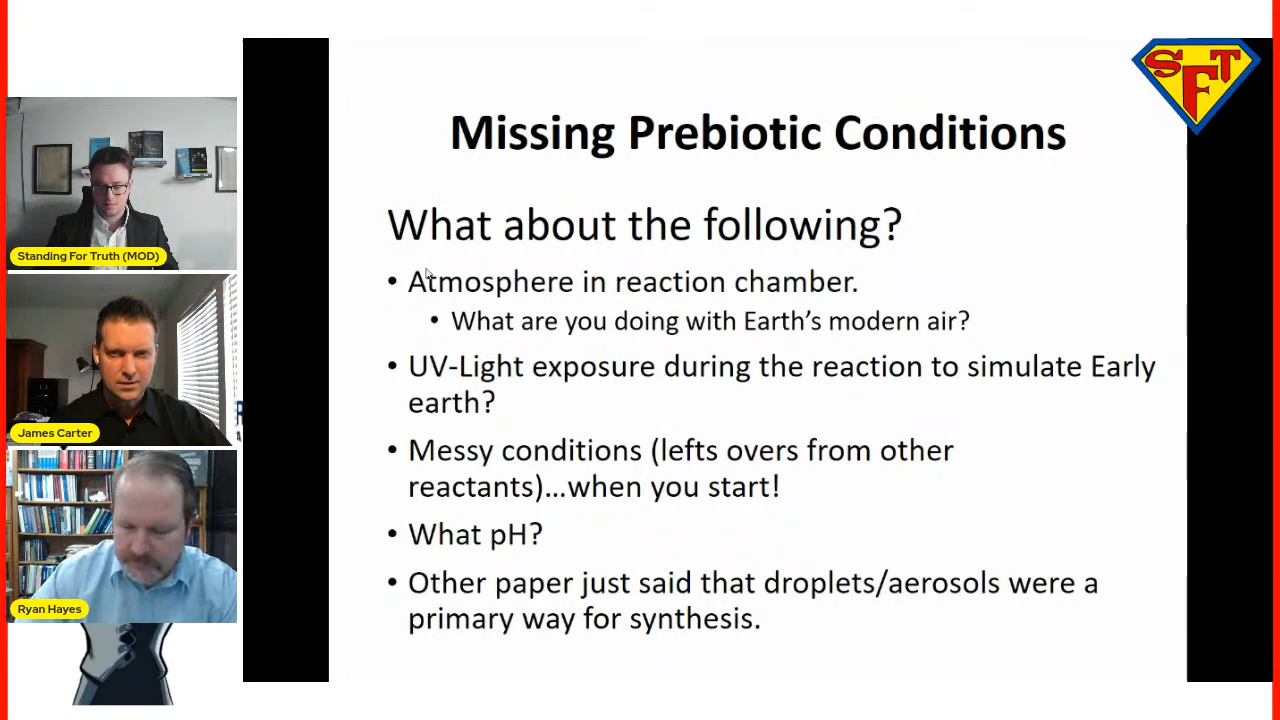 SFT
Missing Prebiotic Conditions
What about the following?
• Atmosphere in reaction chamber.
• What are you doing with Earth's modern air?
• UV-Light exposure during the reaction to simulate Early
earth?
• Messy conditions (lefts overs from other
reactants)...when you start!
• What pH?
• Other paper just said that droplets/aerosols were a
primary way for synthesis.
Standing For Truth (MOD)
James Carter
Ryan Hayes